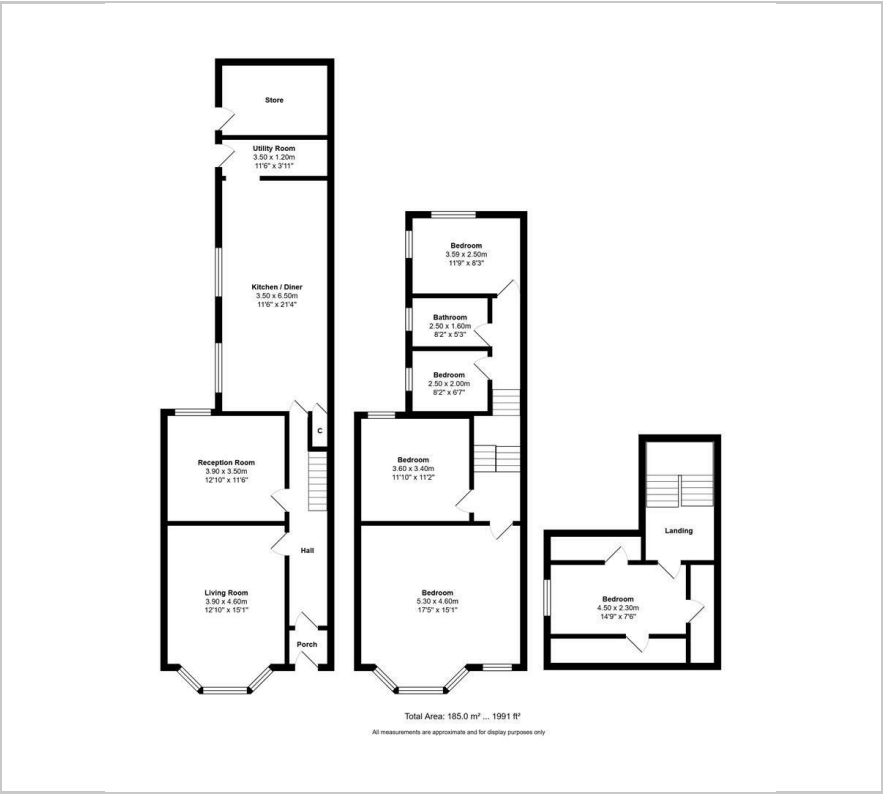 Store
Utility Room
3.50 x 1.20m
11'6" x 3'11"
Kitchen / Diner
3.50 x 6.50m
11'6" x 21'4"
C
Reception Room
3.90 x 3.50m
12'10" x 11'6"
Hall
Living Room
3.90 x 4.60m
12'10" x 15'1"
Porch
Bedroom
3.59 x 2.50m
11'9" x 8'3"
Bathroom
2.50 x 1.60m
8'2" x 5'3"
Bedroom
2.50 x 2.00m
8'2" x 6'7"
Bedroom
3.60 x 3.40m
11'10" x 11'2"
Bedroom
5.30 x 4.60m
17'5" x 15'1"
Landing
Bedroom
4.50 x 2.30m
14'9" x 7'6"
Total Area: 185.0 m² ... 1991 ft²
All measurements are approximate and for display purposes only